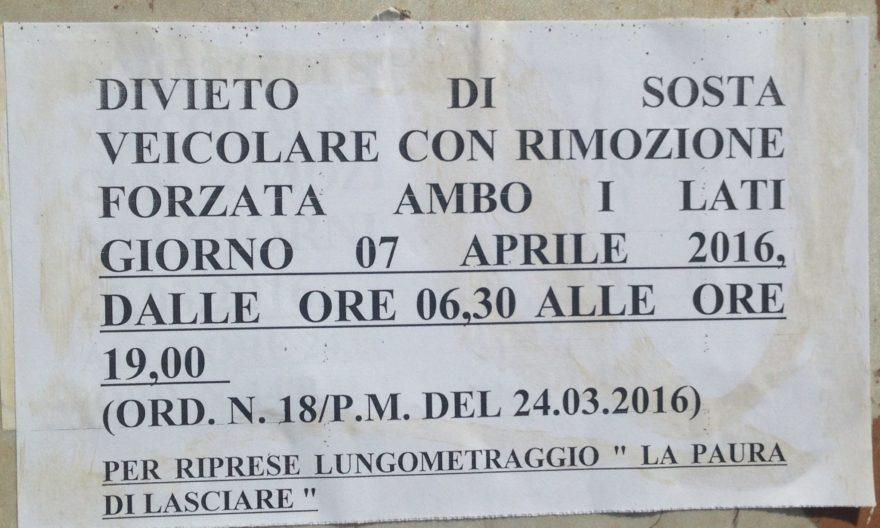 DIVIETO DI SOSTA
VEICOLARE CON RIMOZIONE
FORZATA AMBO I LATI
GIORNO 07 APRILE 2016,
DALLE ORE 06,30 ALLE ORE
19,00
(ORD. N. 18/P.M. DEL 24.03.2016)
PER RIPRESE LUNGOMETRAGGIO " LA PAURA
DI LASCIARE "